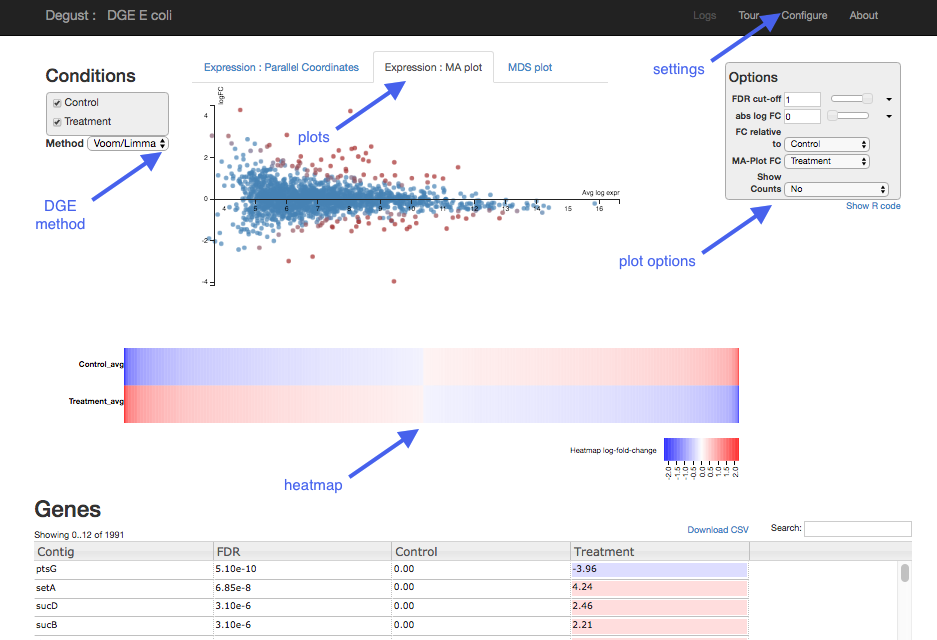 Degust : DGE E coli
Logs Tour Configure About
settings
Conditions
Control
Treatment
Method Voom/Limma
DGE
method
Expression : Parallel Coordinates Expression : MA plot MDS plot
plots
logFC
4
2
0
-2
-4
Avg log expr
4 5 6 7 8 9 10 11 12 13 14 15 16
Options
FDR cut-off 1
abs log FC 0
FC relative
to Control
MA-Plot FC Treatment
Show
Counts No
Show R code
plot options
Control_avg
Treatment_avg
heatmap
Heatmap log-fold-change
-2.0 -1.5 -1.0 -0.5 0.0 0.5 1.0 1.5 2.0
Genes
Showing 0..12 of 1991
Download CSV Search:
Contig FDR Control Treatment
ptsG 5.10e-10 0.00 -3.96
setA 6.85e-8 0.00 4.24
sucD 3.10e-6 0.00 2.46
sucB 3.10e-6 0.00 2.21